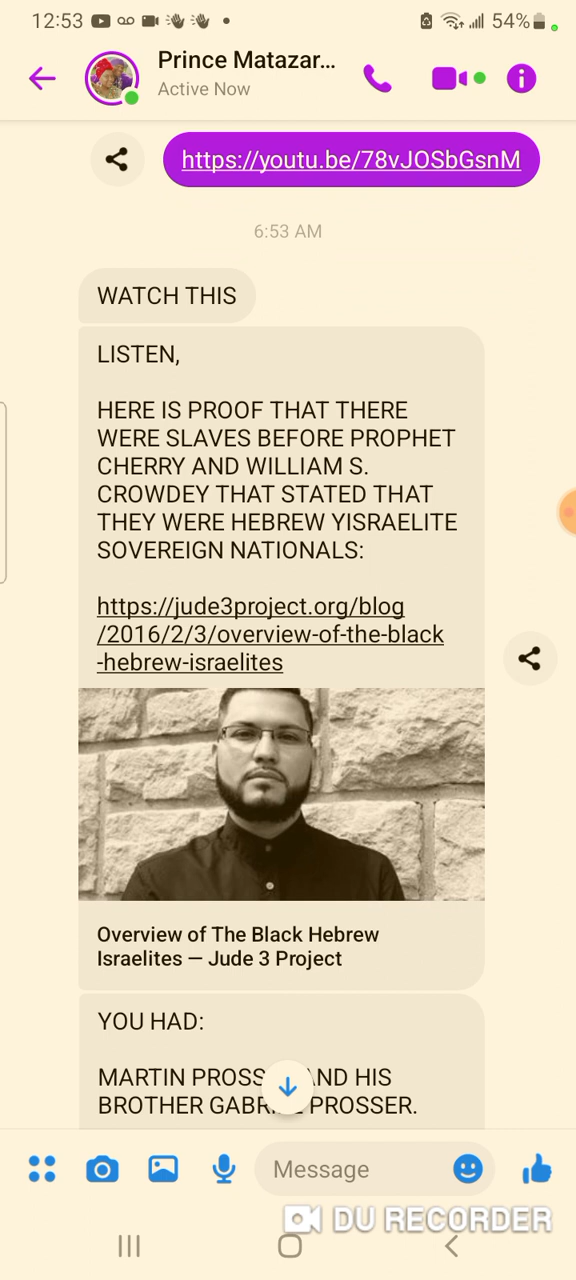 12:53
54%
Prince Matazar...
Active Now
https://youtu.be/78vJOSbGsnM
6:53 AM
WATCH THIS
LISTEN,
HERE IS PROOF THAT THERE
WERE SLAVES BEFORE PROPHET
CHERRY AND WILLIAM S.
CROWDEY THAT STATED THAT
THEY WERE HEBREW YISRAELITE
SOVEREIGN NATIONALS:
https://jude3project.org/blog
/2016/2/3/overview-of-the-black
-hebrew-israelites
Overview of The Black Hebrew
Israelites — Jude 3 Project
YOU HAD:
MARTIN AND HIS
BROTHER PROSSER.
Message
DU RECORDER